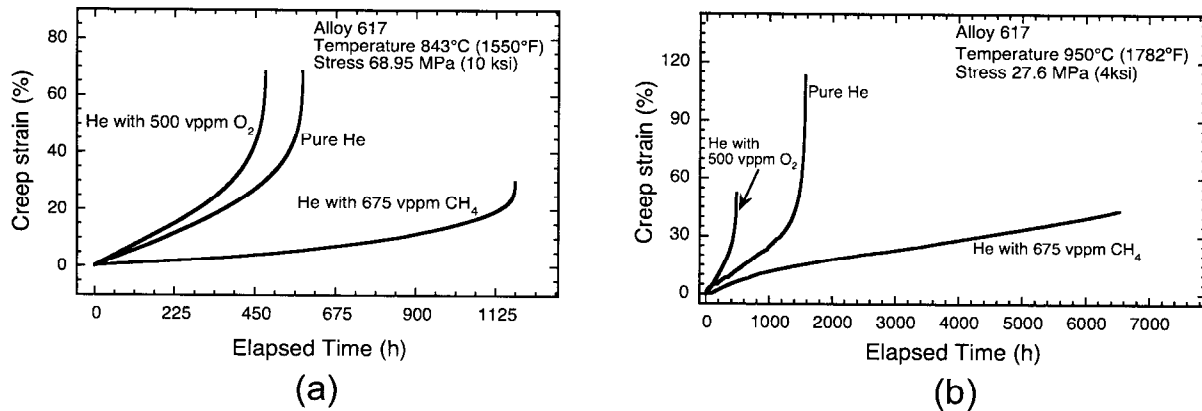 Alloy 617
Temperature 843°C (1550°F)
Stress 68.95 MPa (10 ksi)
80
60
40
20
0
Creep strain (%)
He with 500 vppm O2
Pure He
He with 675 vppm CH4
0 225 450 675 900 1125
Elapsed Time (h)
(a)
Alloy 617
Temperature 950°C (1782°F)
Stress 27.6 MPa (4ksi)
120
90
60
30
0
Creep strain (%)
Pure He
He with
500 vppm O2
He with 675 vppm CH4
0 1000 2000 3000 4000 5000 6000 7000
Elapsed Time (h)
(b)